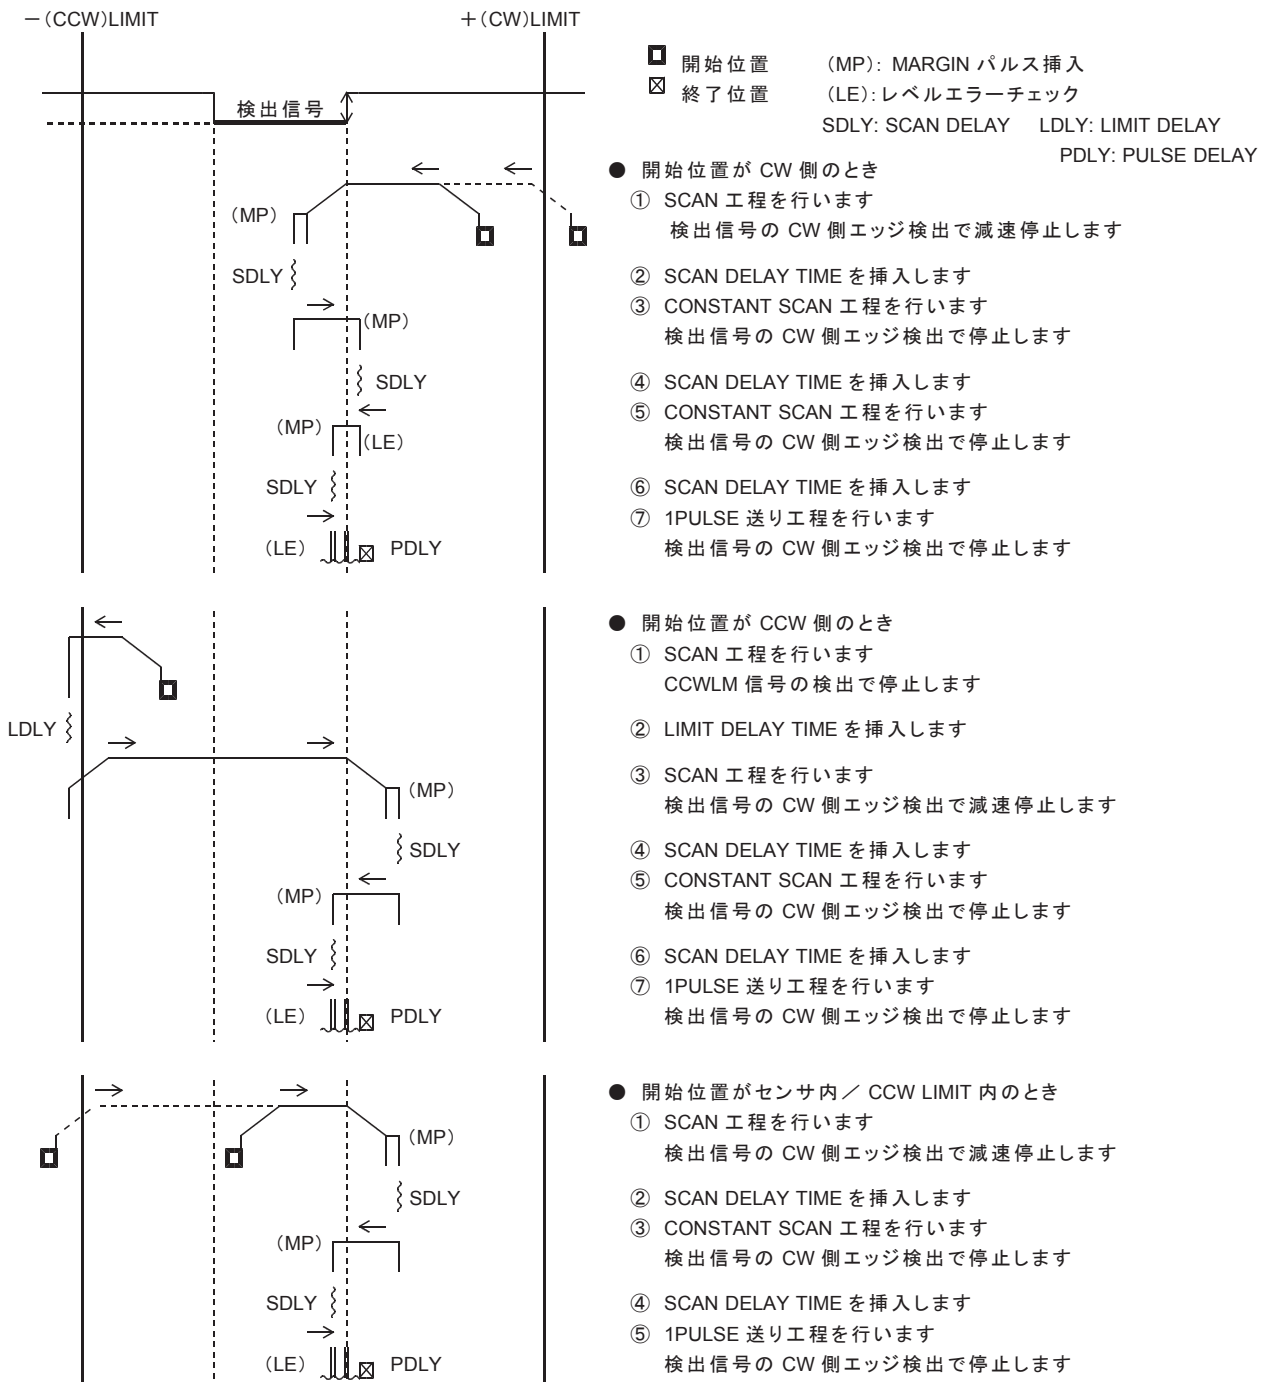 －(CCW)LIMIT
＋(CW)LIMIT
検出信号
開始位置 (MP): MARGIN パルス挿入
終了位置 (LE):レベルエラーチェック
SDLY: SCAN DELAY LDLY: LIMIT DELAY
PDLY: PULSE DELAY
(MP)
SDLY
(MP)
SDLY
(MP)
(LE)
SDLY
(LE)
PDLY
● 開始位置が CW 側のとき
① SCAN 工程を行います
検出信号の CW 側エッジ検出で減速停止します
② SCAN DELAY TIME を挿入します
③ CONSTANT SCAN 工程を行います
検出信号の CW 側エッジ検出で停止します
④ SCAN DELAY TIME を挿入します
⑤ CONSTANT SCAN 工程を行います
検出信号の CW 側エッジ検出で停止します
⑥ SCAN DELAY TIME を挿入します
⑦ 1PULSE 送り工程を行います
検出信号の CW 側エッジ検出で停止します
LDLY
(MP)
SDLY
(MP)
SDLY
(LE)
PDLY
● 開始位置が CCW 側のとき
① SCAN 工程を行います
CCWLM 信号の検出で停止します
② LIMIT DELAY TIME を挿入します
③ SCAN 工程を行います
検出信号の CW 側エッジ検出で減速停止します
④ SCAN DELAY TIME を挿入します
⑤ CONSTANT SCAN 工程を行います
検出信号の CW 側エッジ検出で停止します
⑥ SCAN DELAY TIME を挿入します
⑦ 1PULSE 送り工程を行います
検出信号の CW 側エッジ検出で停止します
(MP)
SDLY
(MP)
SDLY
(LE)
PDLY
● 開始位置がセンサ内／ CCW LIMIT 内のとき
① SCAN 工程を行います
検出信号の CW 側エッジ検出で減速停止します
② SCAN DELAY TIME を挿入します
③ CONSTANT SCAN 工程を行います
検出信号の CW 側エッジ検出で停止します
④ SCAN DELAY TIME を挿入します
⑤ 1PULSE 送り工程を行います
検出信号の CW 側エッジ検出で停止します